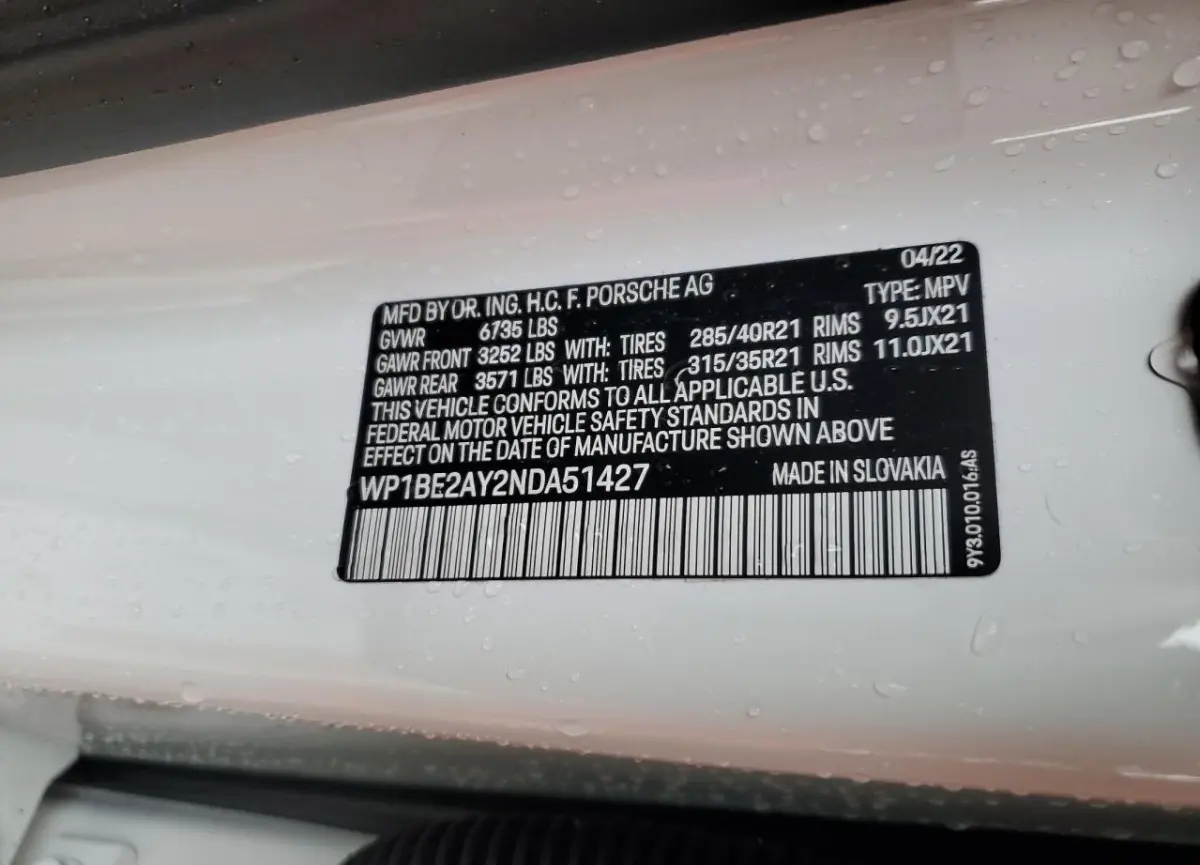 04/22
MFD BY OR. ING. H.C. F. PORSCHE AG TYPE: MPV
GVWR 6735 LBS
GAWR FRONT 3252 LBS WITH: TIRES 285/40R21 RIMS 9.5JX21
GAWR REAR 3571 LBS WITH: TIRES 315/35R21 RIMS 11.0JX21
THIS VEHICLE CONFORMS TO ALL APPLICABLE U.S.
FEDERAL MOTOR VEHICLE SAFETY STANDARDS IN
EFFECT ON THE DATE OF MANUFACTURE SHOWN ABOVE
WP1BE2AY2NDA51427 MADE IN SLOVAKIA
9Y3.010.016.AS